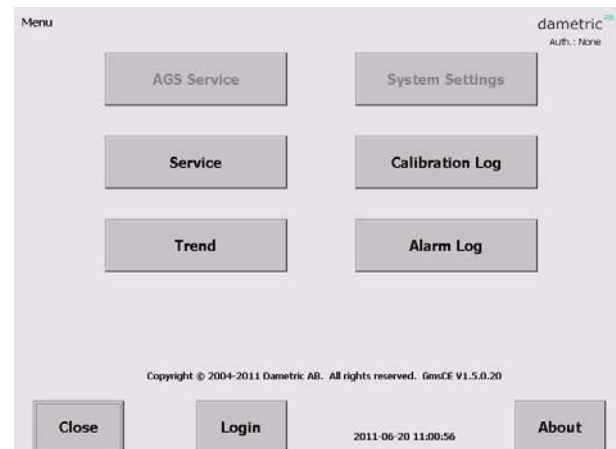 Menu
dametric
Auth.: None
AGS Service
System Settings
Service
Calibration Log
Trend
Alarm Log
Copyright © 2004-2011 Dametric AB. All rights reserved. GmsCE V1.5.0.20
Close
Login
2011-06-20 11:00:56
About